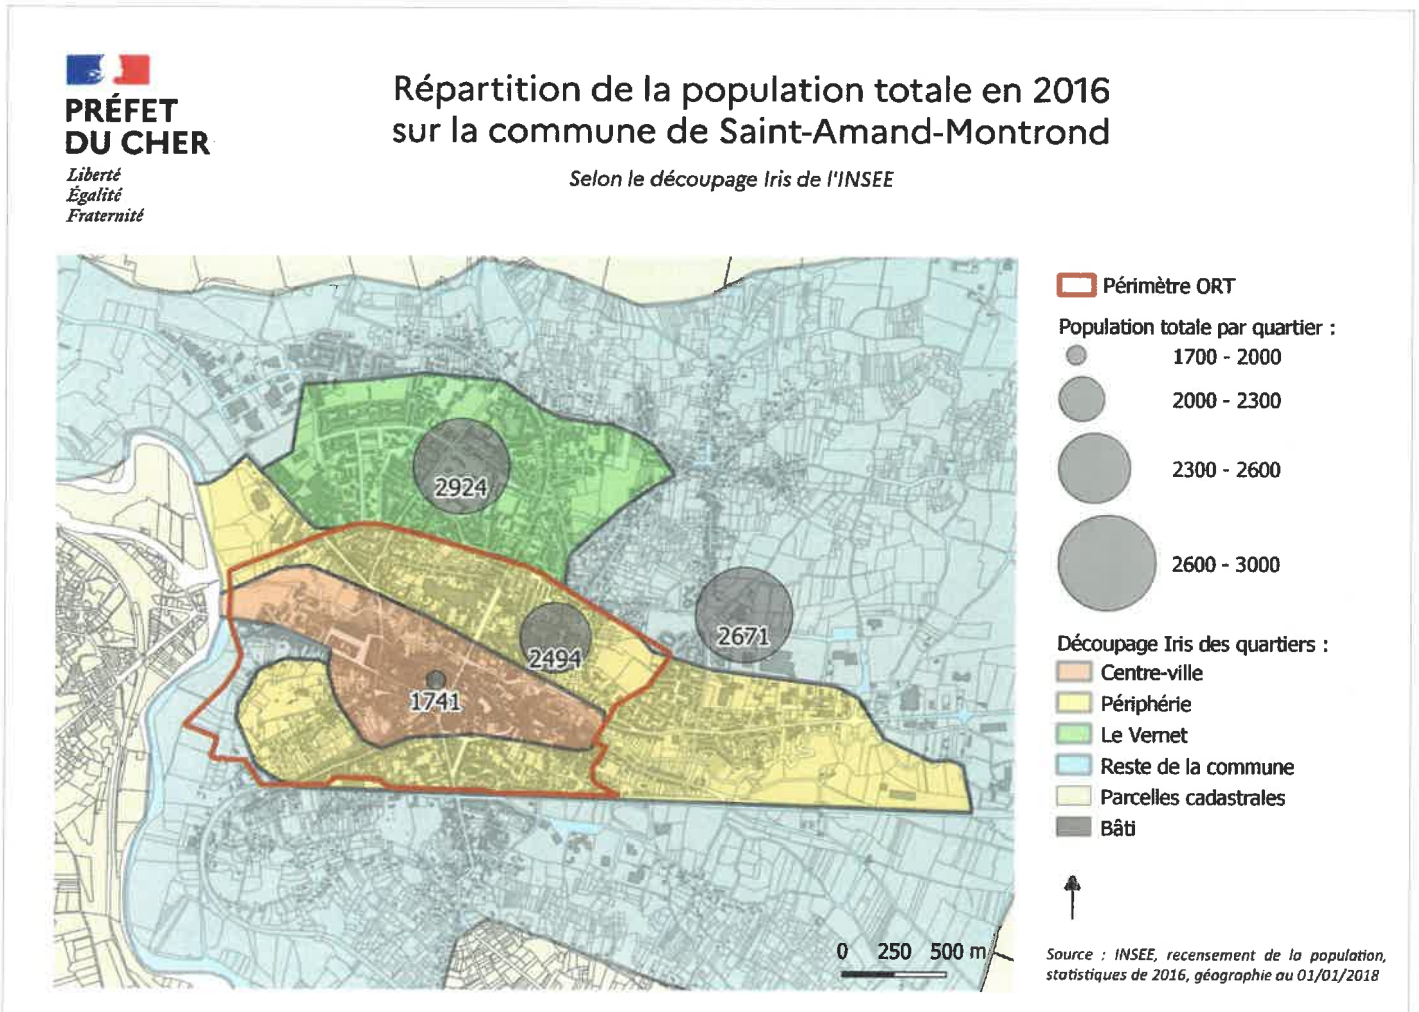 PRÉFET
DU CHER
Liberté
Égalité
Fraternité
Répartition de la population totale en 2016
sur la commune de Saint-Amand-Montrond
Selon le découpage Iris de l'INSEE
2924
2671
2494
1741
0 250 500 m
Périmètre ORT
Population totale par quartier :
1700 - 2000
2000 - 2300
2300 - 2600
2600 - 3000
Découpage Iris des quartiers :
Centre-ville
Périphérie
Le Vernet
Reste de la commune
Parcelles cadastrales
Bâti
Source : INSEE, recensement de la population,
statistiques de 2016, géographie au 01/01/2018